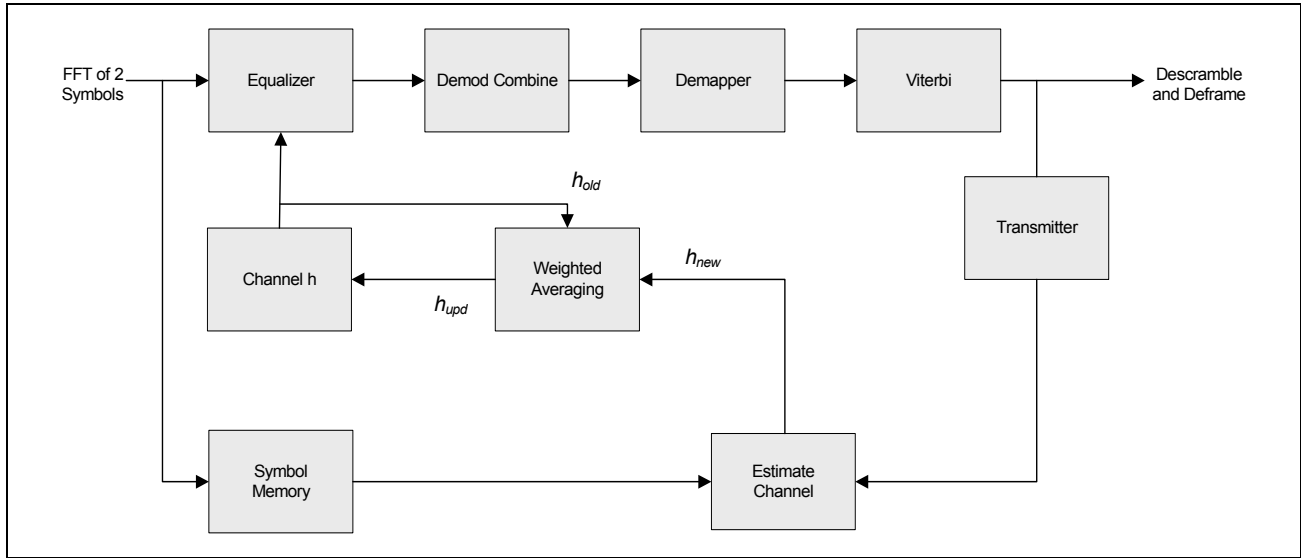 FFT of 2
Symbols
Equalizer
Demod Combine
Demapper
Viterbi
Descramble
and Deframe
h_old
Transmitter
Channel h
Weighted
Averaging
h_new
h_upd
Symbol
Memory
Estimate
Channel